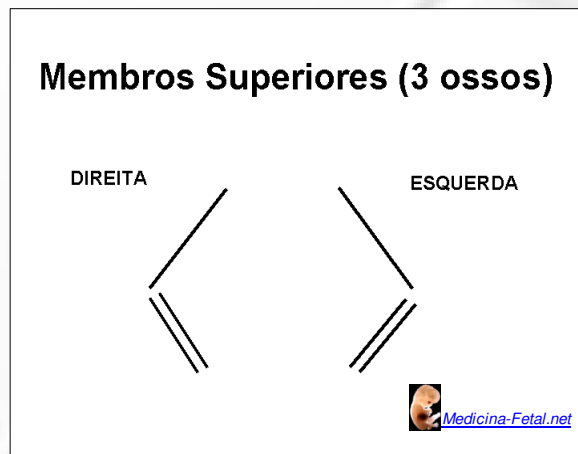 Membros Superiores (3 ossos)
DIREITA
ESQUERDA
Medicina-Fetal.net